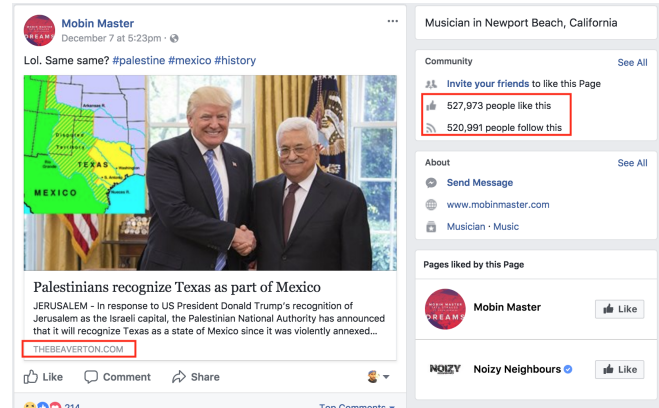 Mobin Master
December 7 at 5:23pm ·
Lol. Same same? #palestine #mexico #history
Disputed
Territory
TEXAS
MEXICO
Palestinians recognize Texas as part of Mexico
JERUSALEM – In response to US President Donald Trump's recognition of
Jerusalem as the Israeli capital, the Palestinian National Authority has announced
that it will recognize Texas as a state of Mexico since it was violently annexed...
THEBEAVERTON.COM
Like Comment Share
214 Top Comments
Musician in Newport Beach, California
Community See All
Invite your friends to like this Page
527,973 people like this
520,991 people follow this
About See All
Send Message
www.mobinmaster.com
Musician · Music
Pages liked by this Page
MOBIN MASTER
DREAMS
Mobin Master Like
NOIZY Noizy Neighbours Like